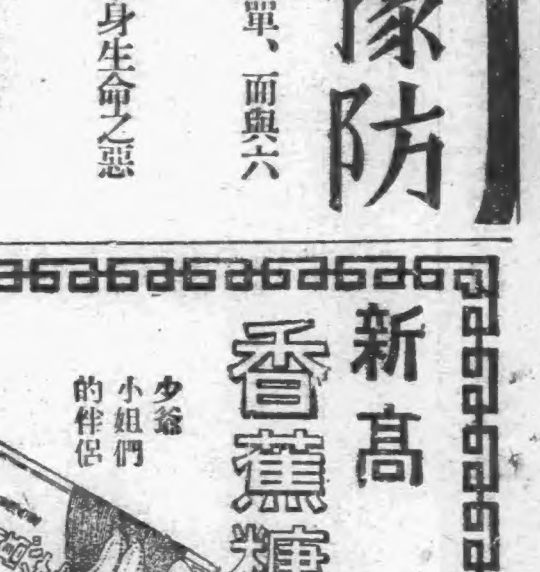 防
單、而與六
身生命之惡
新高
香蕉糖
少爺
小姐們
的伴侶